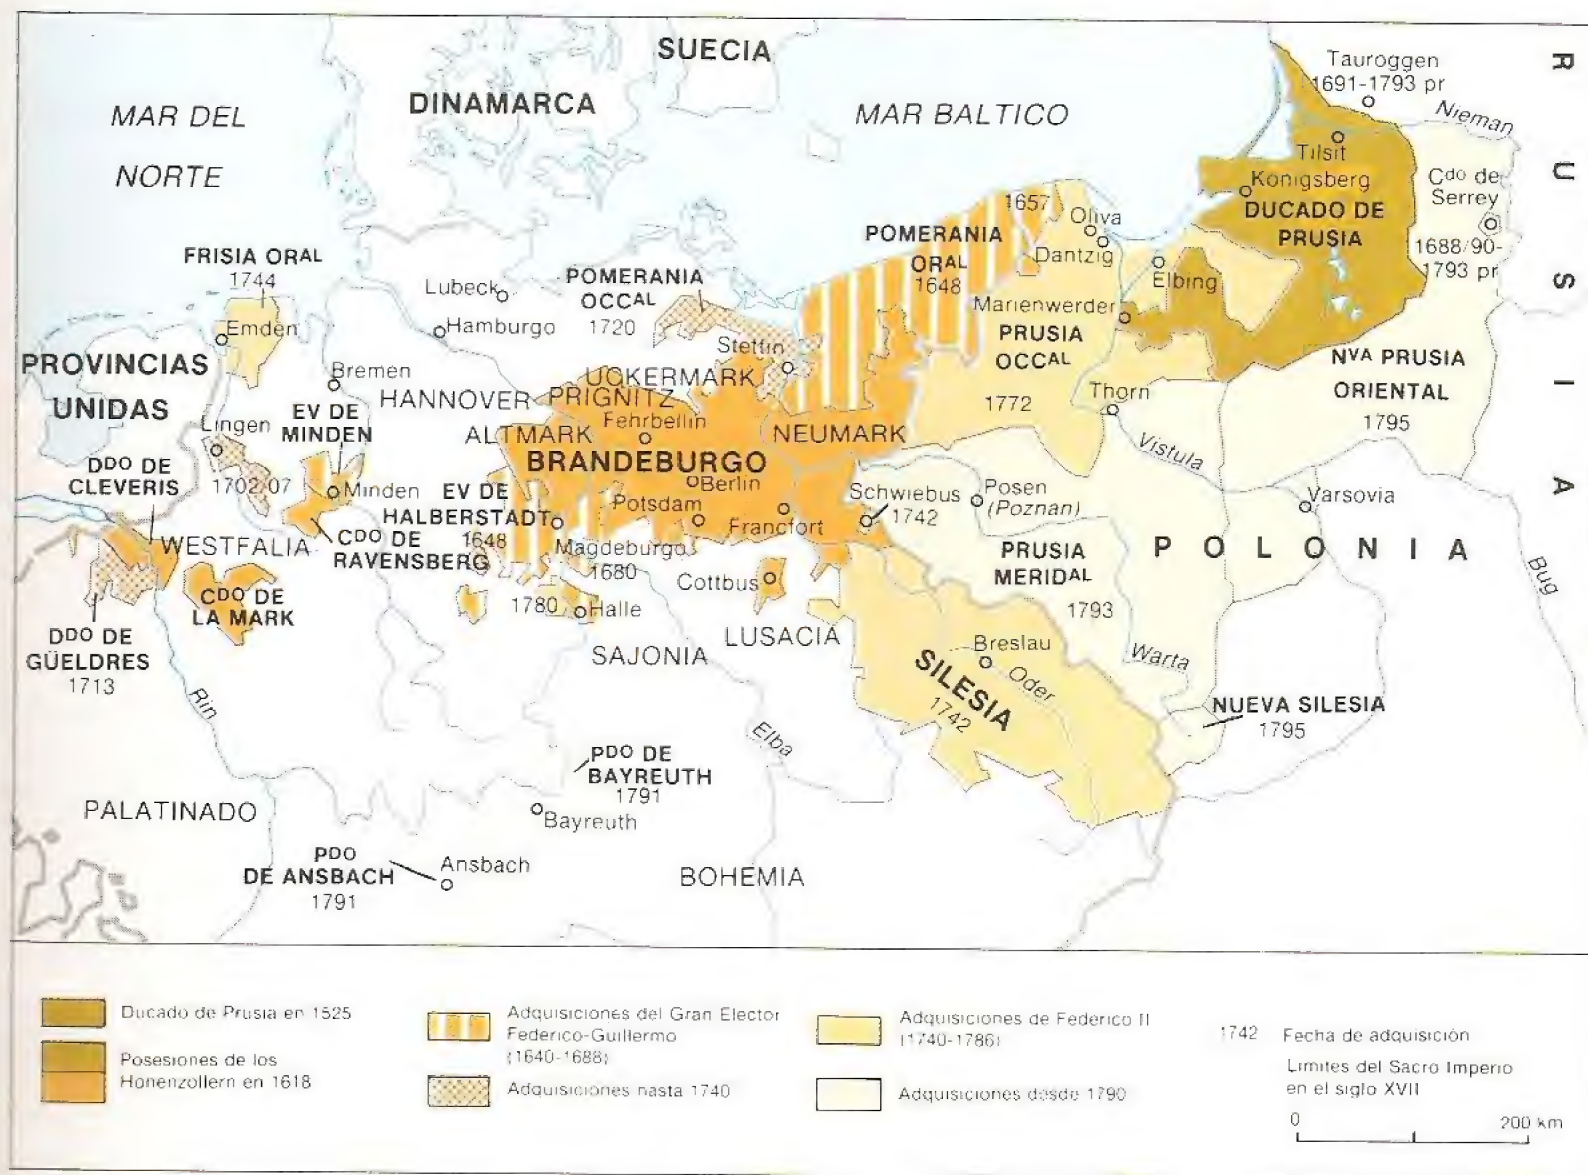 SUECIA
DINAMARCA
MAR DEL
NORTE
MAR BALTICO
Tauroggen
1691-1793 pr
Nieman
R U S I A
Tilsit
Konigsberg
DUCADO DE
PRUSIA
Cdo de
Serrey
1688/90-
1793 pr
1657
Oliva
Dantzig
Elbing
POMERANIA
ORAL
1648
Marienwerder
PRUSIA
OCCAL
1772
Thorn
Vistula
NVA PRUSIA
ORIENTAL
1795
FRISIA ORAL
1744
Emden
Lubeck
Hamburgo
POMERANIA
OCCAL
1720
Stettin
PROVINCIAS
UNIDAS
Bremen
HANNOVER
UCKERMARK
PRIGNITZ
Fehrbellin
ALTMARK
NEUMARK
BRANDEBURGO
Berlin
Potsdam
Francfort
Lingen
1702/07
EV DE
MINDEN
Minden
DDO DE
CLEVERIS
EV DE
HALBERSTADT
1648
CDO DE
RAVENSBERG
WESTFALIA
Magdeburgo
1680
1780
Halle
Cottbus
Schwiebus
1742
Posen
(Poznan)
Varsovia
PRUSIA
MERIDAL
1793
P O L O N I A
Bug
CDO DE
LA MARK
DDO DE
GÜELDRES
1713
Rin
SAJONIA
LUSACIA
Breslau
Oder
SILESIA
1742
Warta
NUEVA SILESIA
1795
Elba
PDO DE
BAYREUTH
1791
Bayreuth
PALATINADO
PDO
DE ANSBACH
1791
Ansbach
BOHEMIA
Ducado de Prusia en 1525
Posesiones de los
Honenzollern en 1618
Adquisiciones del Gran Elector
Federico-Guillermo
(1640-1688)
Adquisiciones hasta 1740
Adquisiciones de Federico II
(1740-1786)
Adquisiciones desde 1790
1742 Fecha de adquisición
Limites del Sacro Imperio
en el siglo XVII
0 200 km